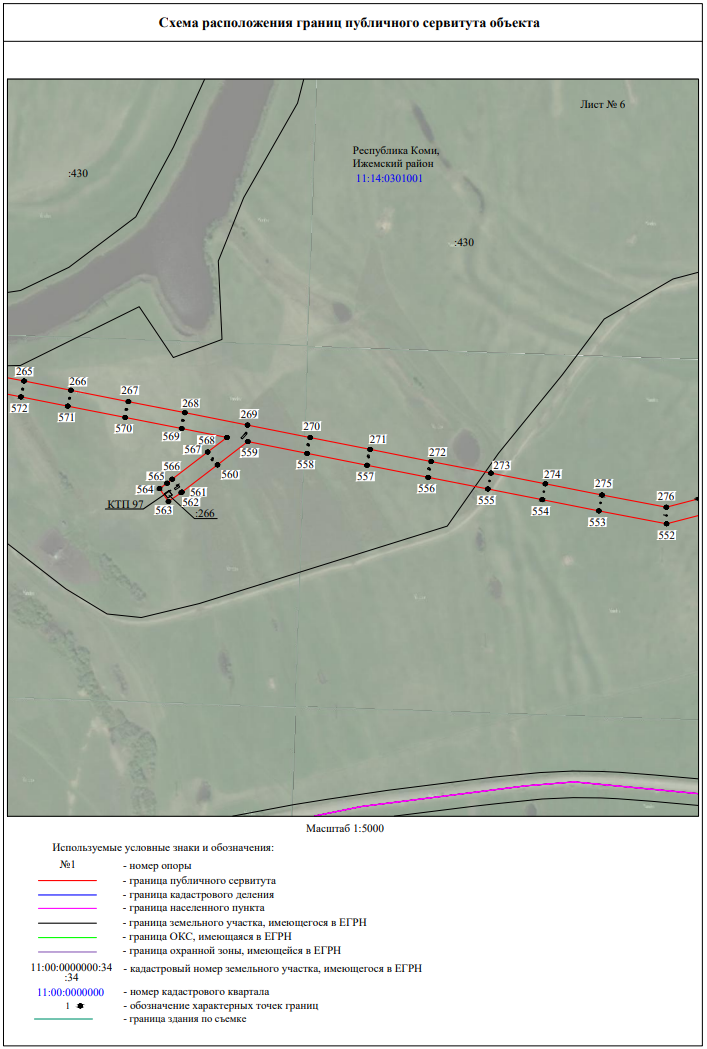 Схема расположения границ публичного сервитута объекта
Лист № 6
Республика Коми,
Ижемский район
11:14:0301001
:430
:430
265
266
267
268
269
270
271
272
273
274
275
276
572
571
570
569
568
567
566
565
564
563
562
561
560
559
558
557
556
555
554
553
552
КТП 97
:266
Масштаб 1:5000
Используемые условные знаки и обозначения:
№1 - номер опоры
- граница публичного сервитута
- граница кадастрового деления
- граница населенного пункта
- граница земельного участка, имеющегося в ЕГРН
- граница ОКС, имеющаяся в ЕГРН
- граница охранной зоны, имеющейся в ЕГРН
11:00:0000000:34 - кадастровый номер земельного участка, имеющегося в ЕГРН
:34
11:00:0000000 - номер кадастрового квартала
1 - обозначение характерных точек границ
- граница здания по съемке